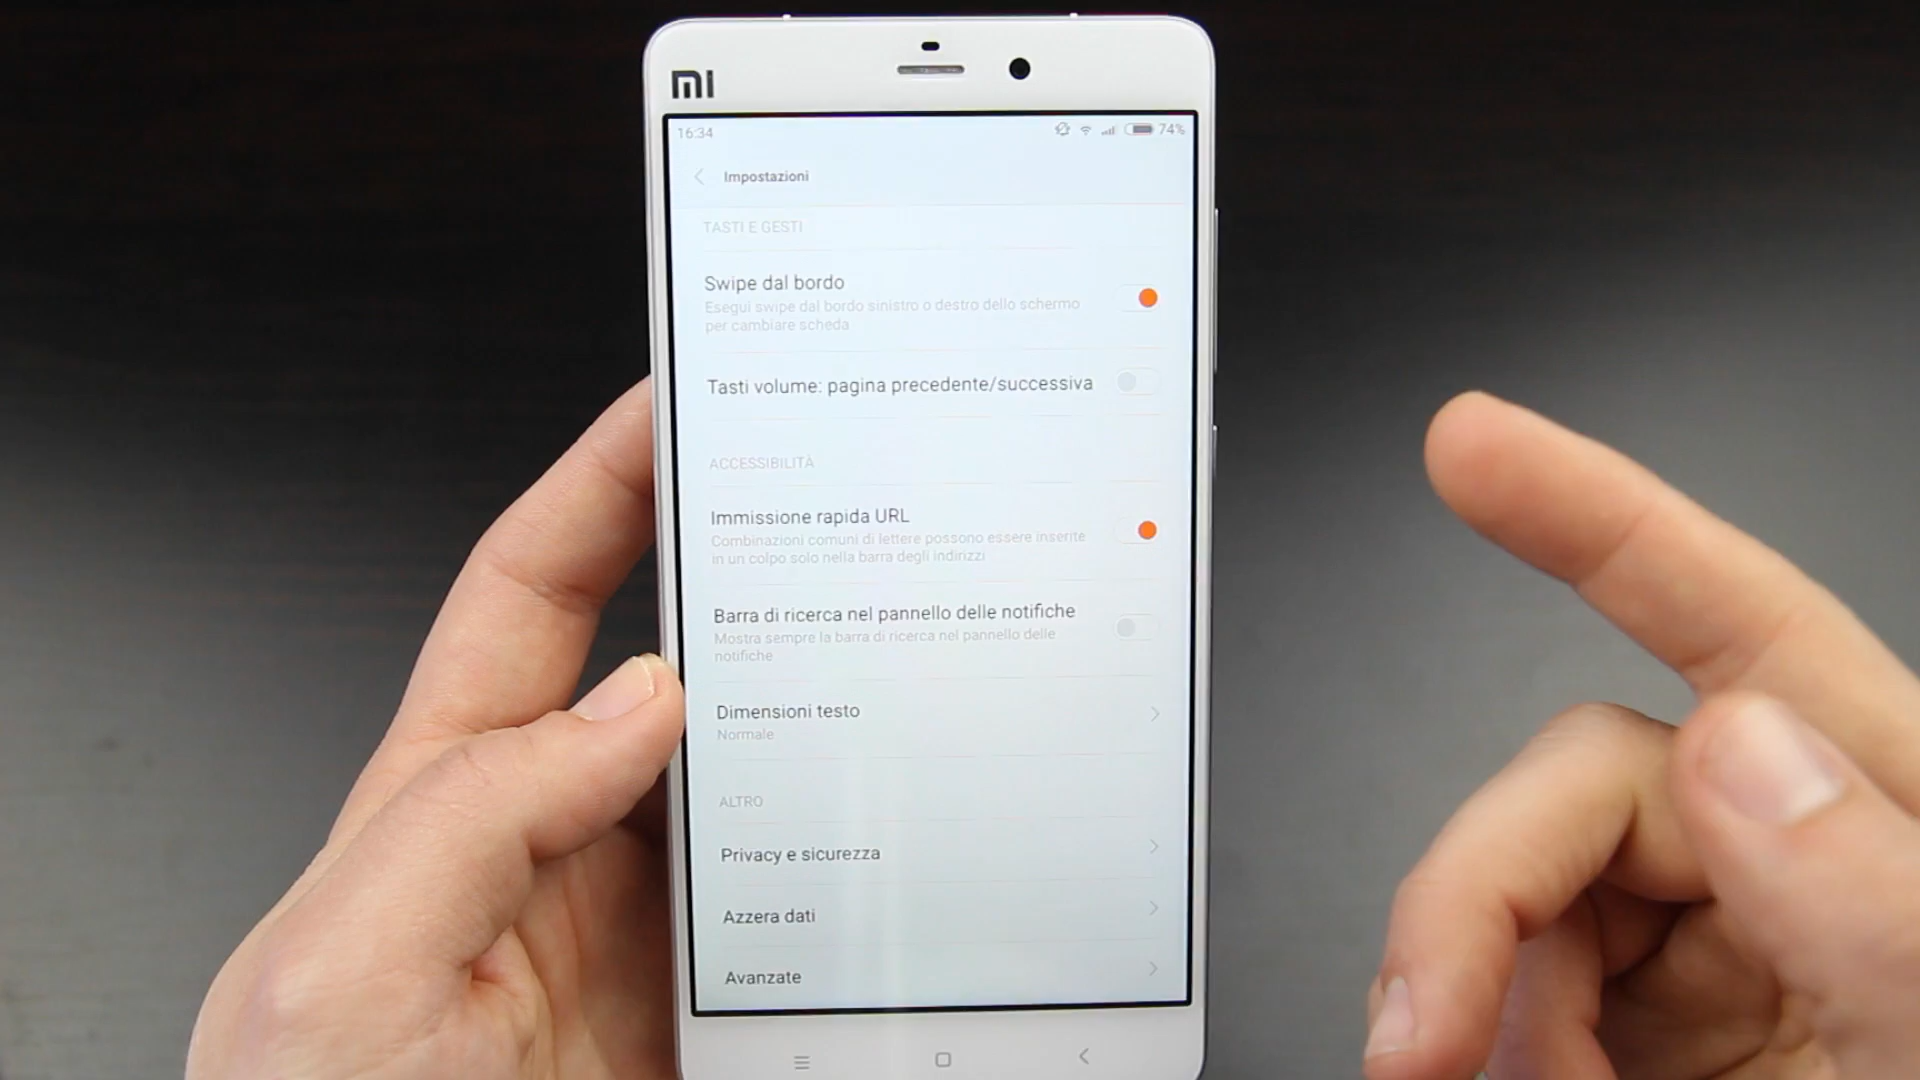 mi
16:34
74%
Impostazioni
TASTI E GESTI
Swipe dal bordo
Esegui swipe dal bordo sinistro o destro dello schermo
per cambiare scheda
Tasti volume: pagina precedente/successiva
ACCESSIBILITÀ
Immissione rapida URL
Combinazioni comuni di lettere possono essere inserite
in un colpo solo nella barra degli indirizzi
Barra di ricerca nel pannello delle notifiche
Mostra sempre la barra di ricerca nel pannello delle
notifiche
Dimensioni testo
Normale
ALTRO
Privacy e sicurezza
Azzera dati
Avanzate